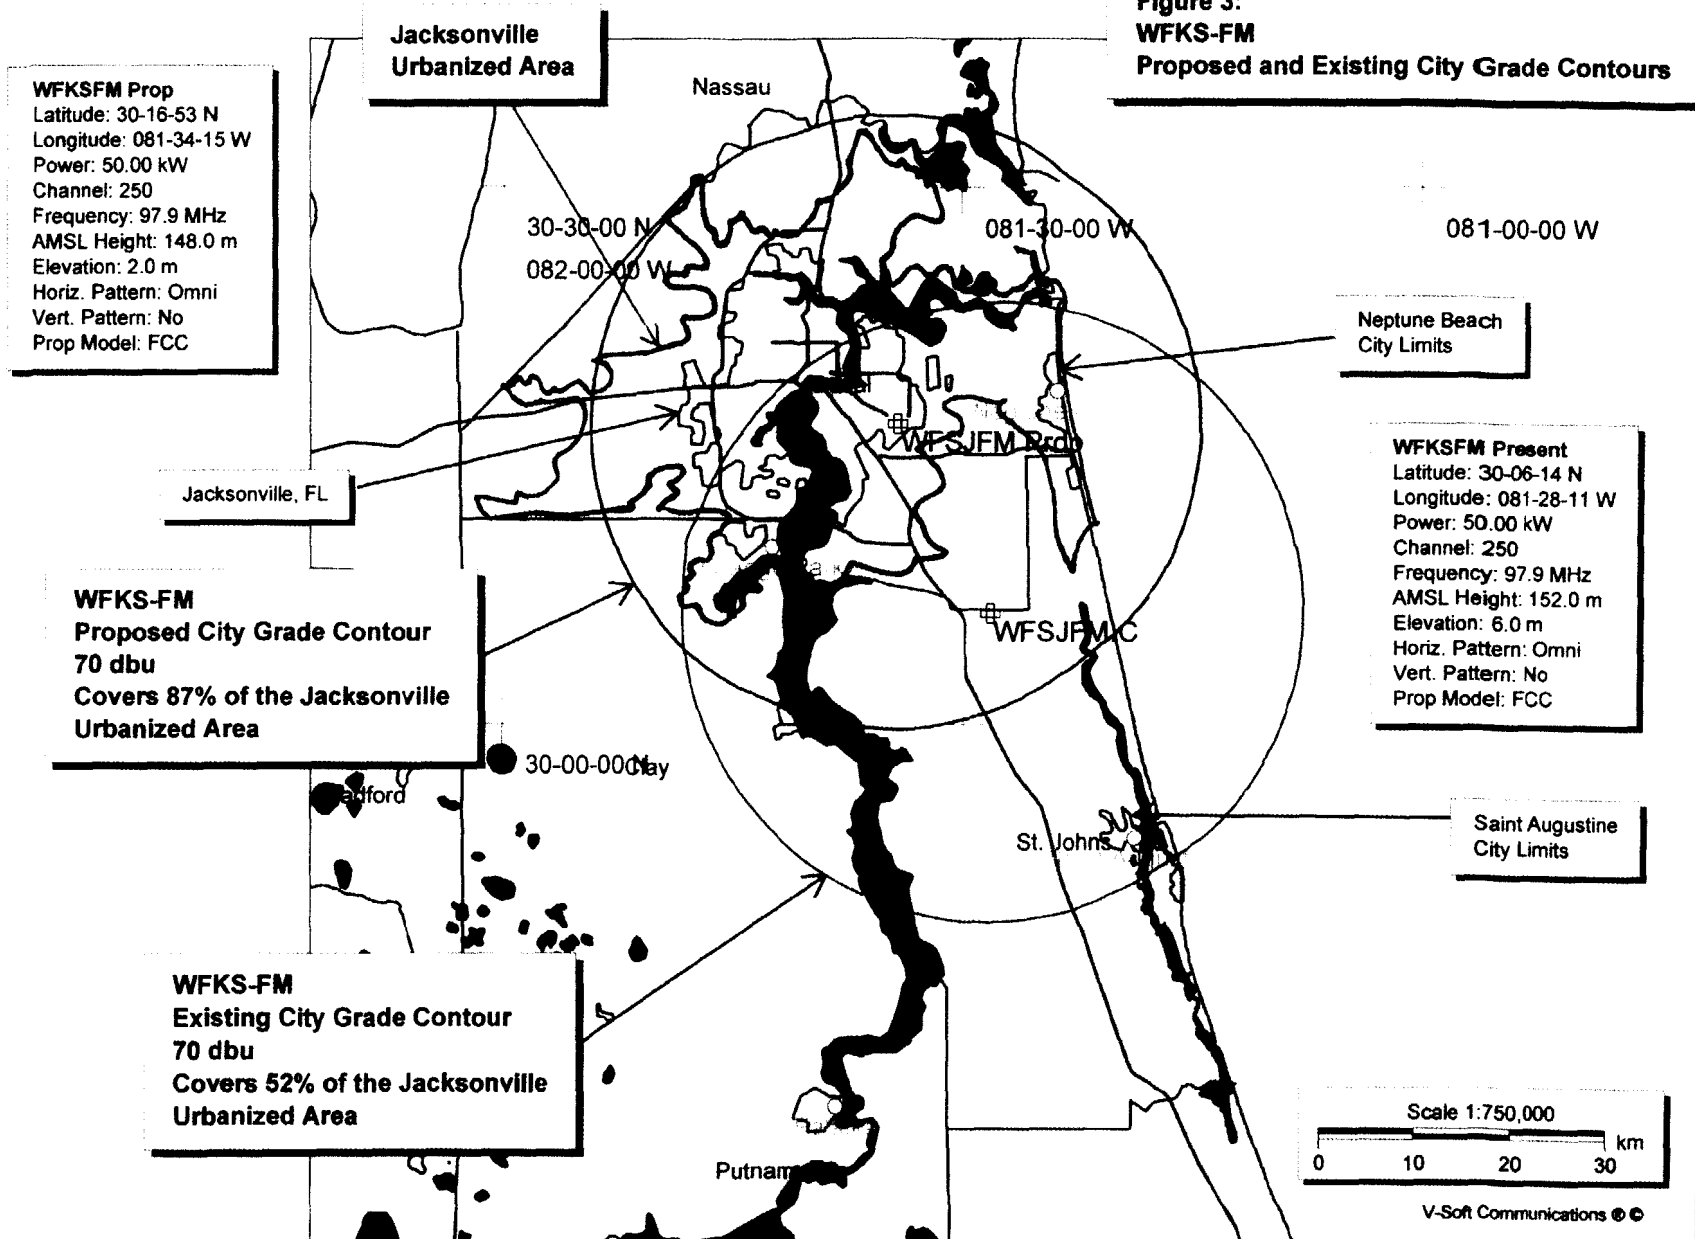 Figure 3:
WFKS-FM
Proposed and Existing City Grade Contours
Jacksonville
Urbanized Area
Nassau
WFKSFM Prop
Latitude: 30-16-53 N
Longitude: 081-34-15 W
Power: 50.00 kW
Channel: 250
Frequency: 97.9 MHz
AMSL Height: 148.0 m
Elevation: 2.0 m
Horiz. Pattern: Omni
Vert. Pattern: No
Prop Model: FCC
30-30-00 N
082-00-00 W
081-30-00 W
081-00-00 W
Neptune Beach
City Limits
WFSJFM Prop
Jacksonville, FL
WFKSFM Present
Latitude: 30-06-14 N
Longitude: 081-28-11 W
Power: 50.00 kW
Channel: 250
Frequency: 97.9 MHz
AMSL Height: 152.0 m
Elevation: 6.0 m
Horiz. Pattern: Omni
Vert. Pattern: No
Prop Model: FCC
WFKS-FM
Proposed City Grade Contour
70 dbu
Covers 87% of the Jacksonville
Urbanized Area
WFSJFM C
30-00-00 N
Clay
St. Johns
Saint Augustine
City Limits
WFKS-FM
Existing City Grade Contour
70 dbu
Covers 52% of the Jacksonville
Urbanized Area
Putnam
Scale 1:750,000
km
0 10 20 30
V-Soft Communications ® ©